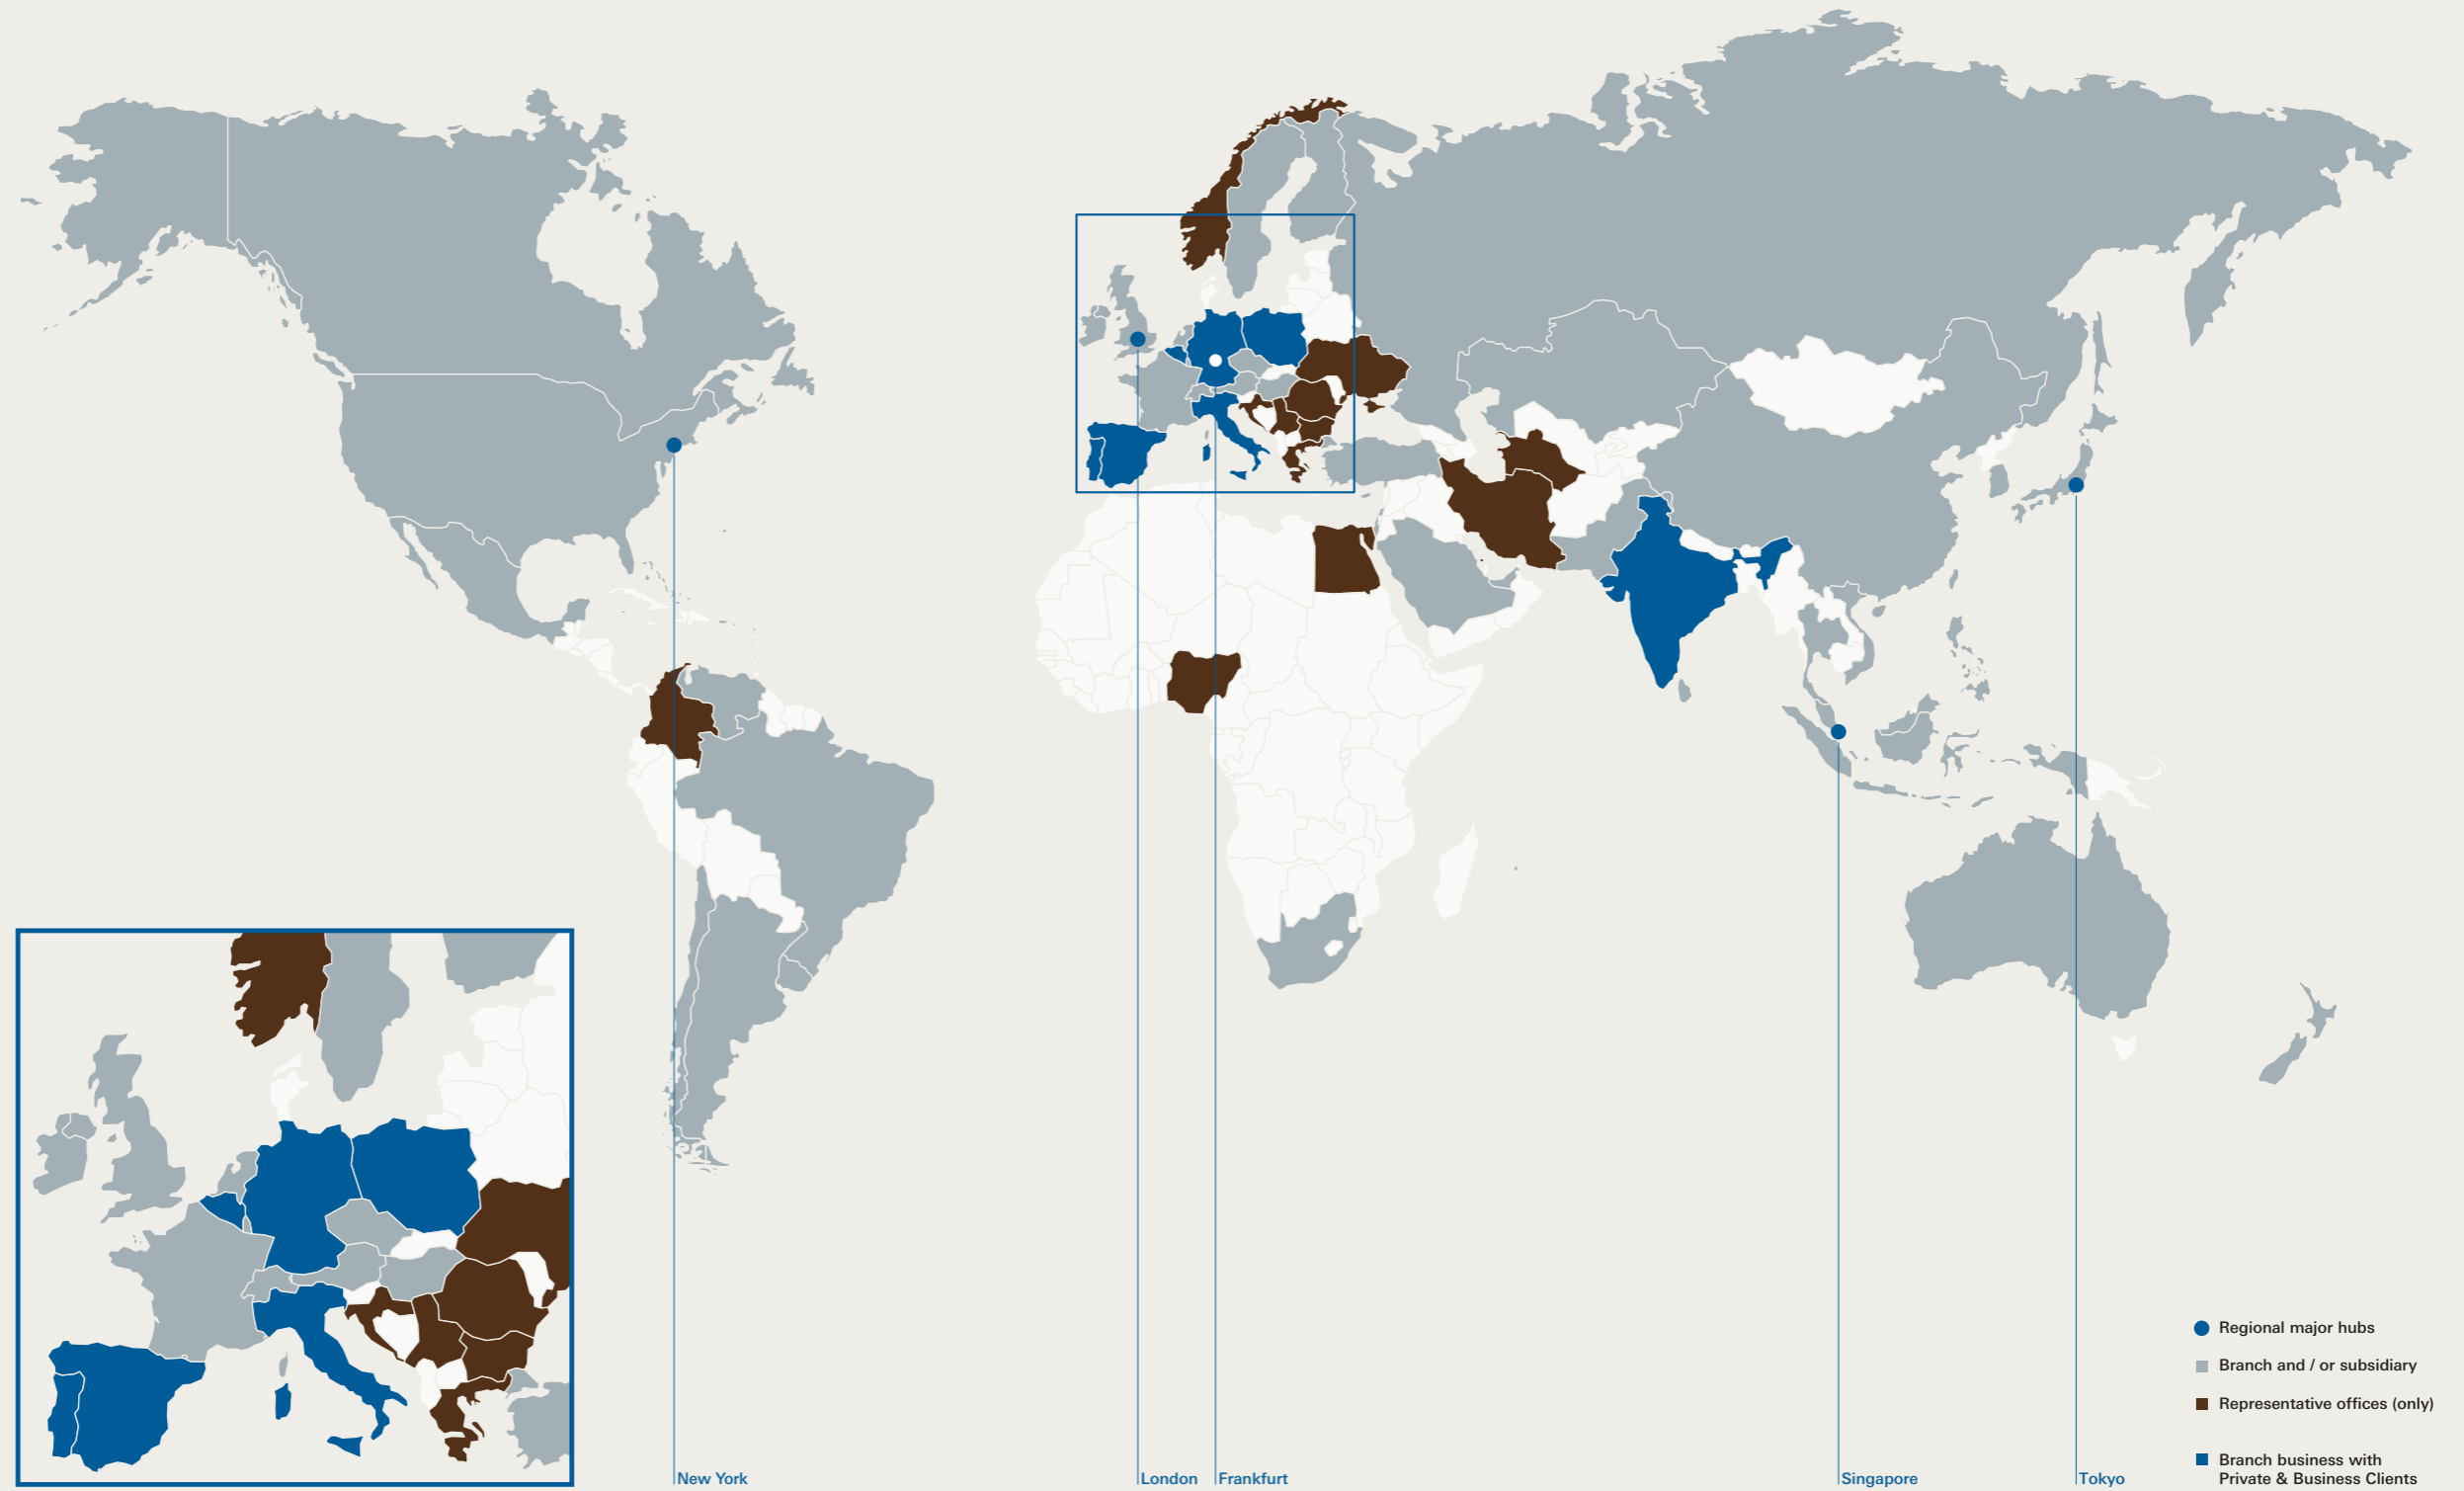 Regional major hubs
Branch and / or subsidiary
Representative offices (only)
Branch business with
Private & Business Clients
New York
London
Frankfurt
Singapore
Tokyo